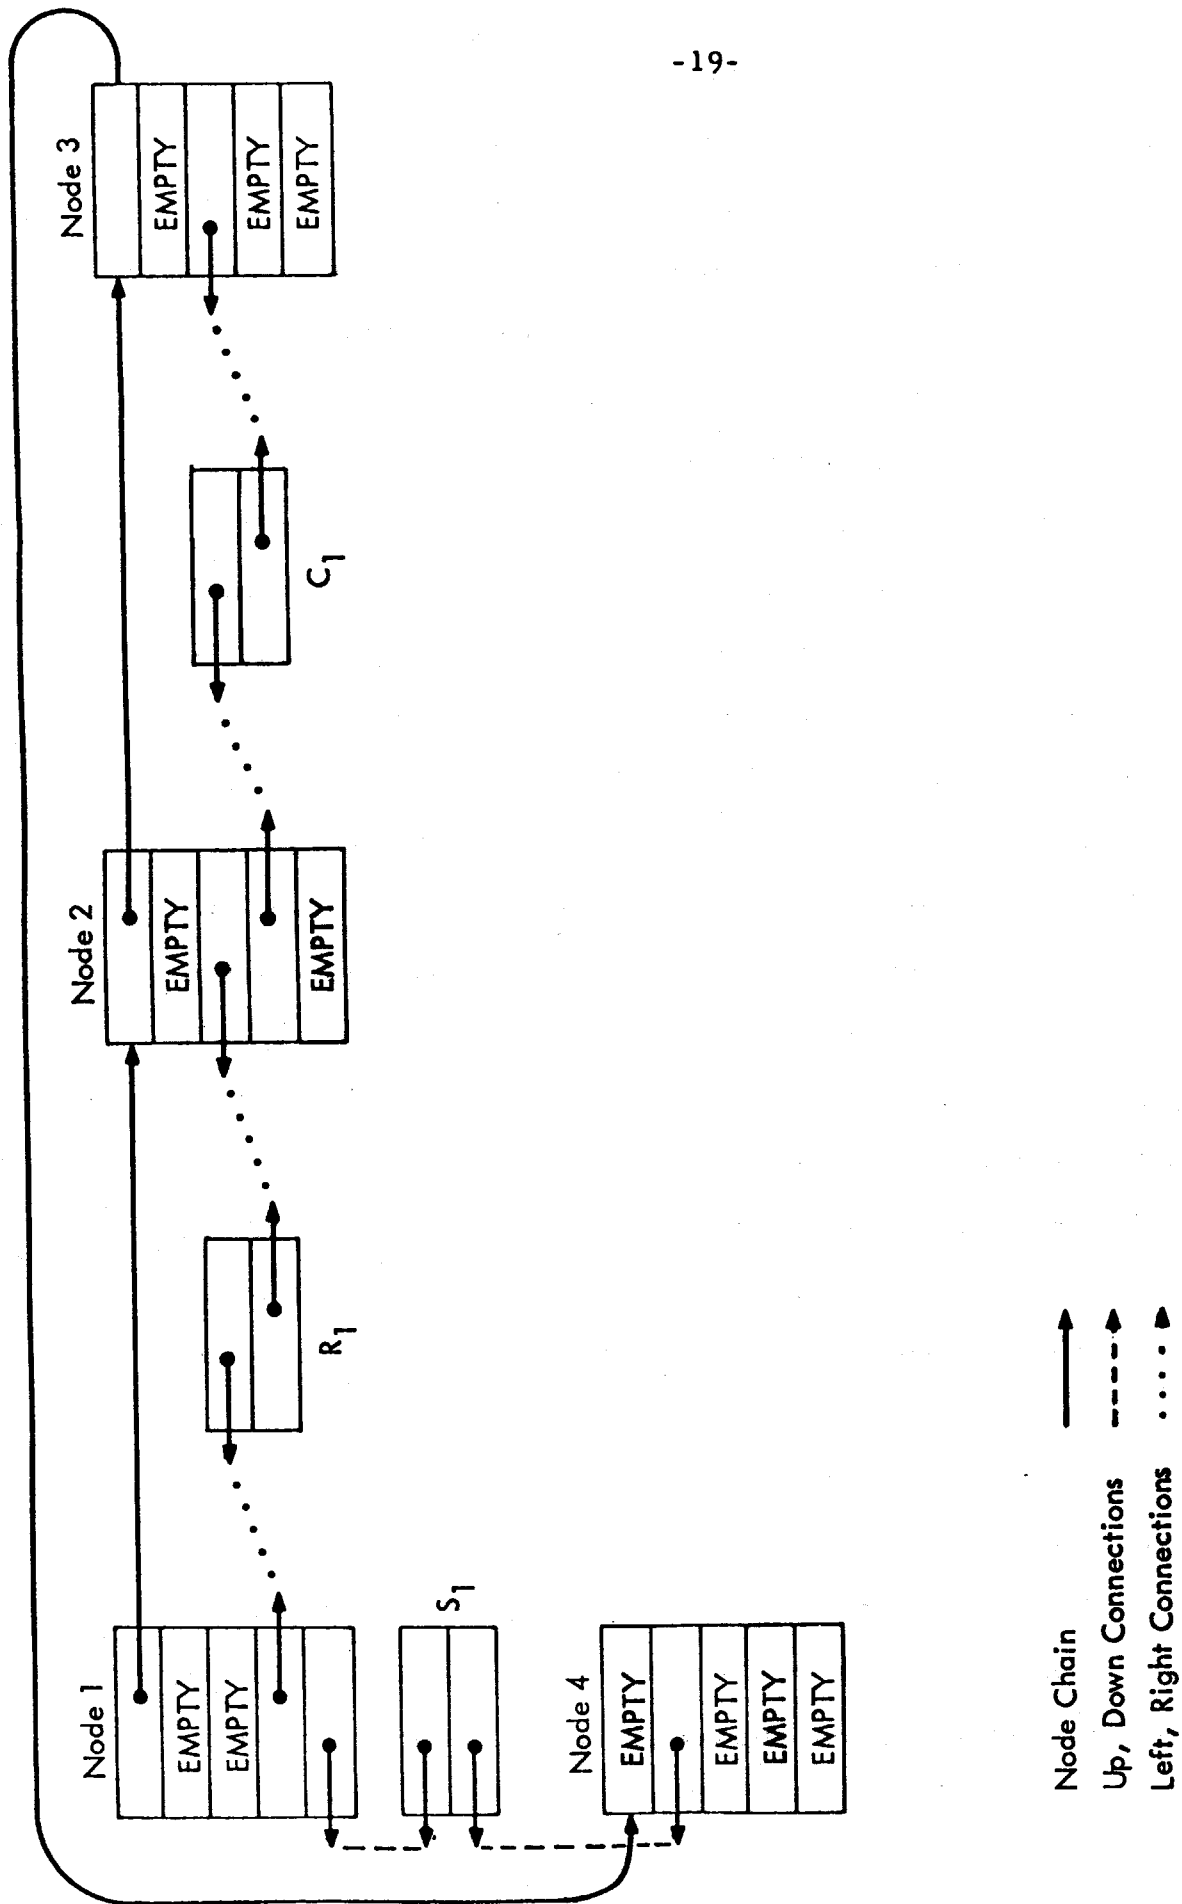 -19-
Node 1
EMPTY
EMPTY
Node 2
EMPTY
EMPTY
Node 3
EMPTY
EMPTY
EMPTY
R1
C1
S1
Node 4
EMPTY
EMPTY
EMPTY
EMPTY
Node Chain
Up, Down Connections
Left, Right Connections